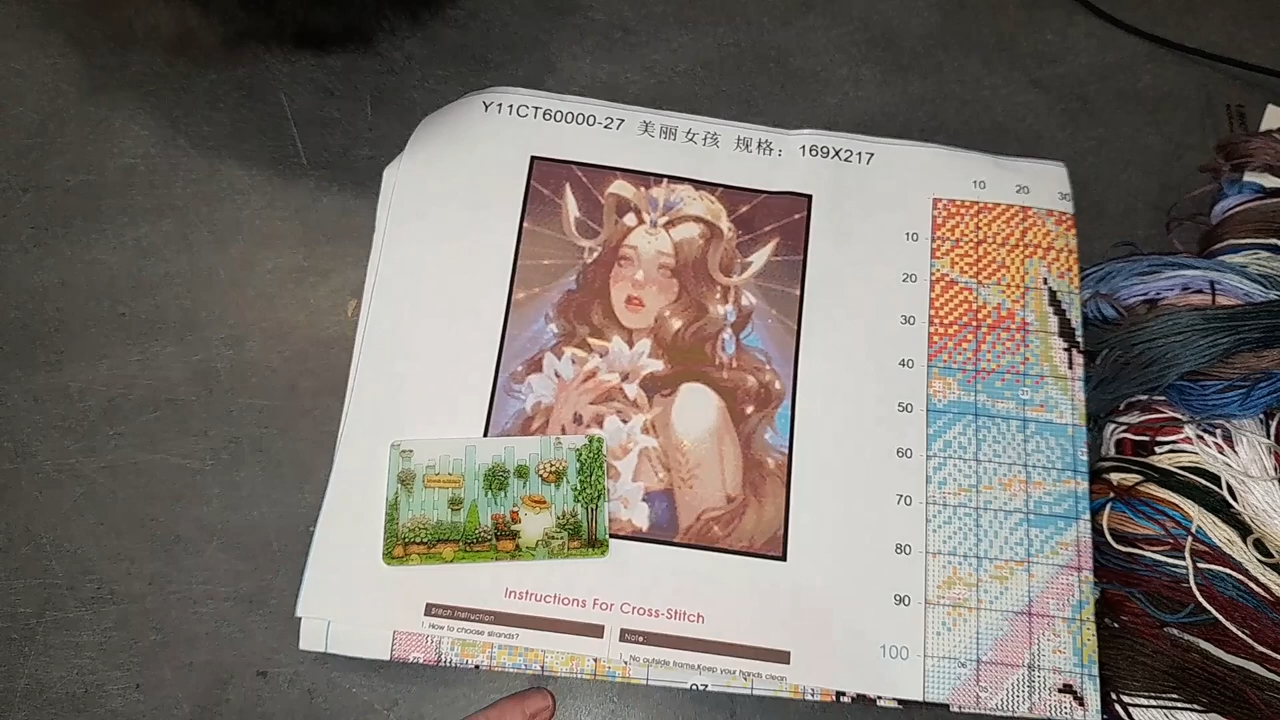 Y11CT60000-27 美丽女孩 规格：169X217
10 20 30
10
20
30
40
50
60
70
80
90
100
Instructions For Cross-Stitch
Stitch Instruction
1. How to choose strands?
Note:
1. No outside frame,Keep your hands clean
07